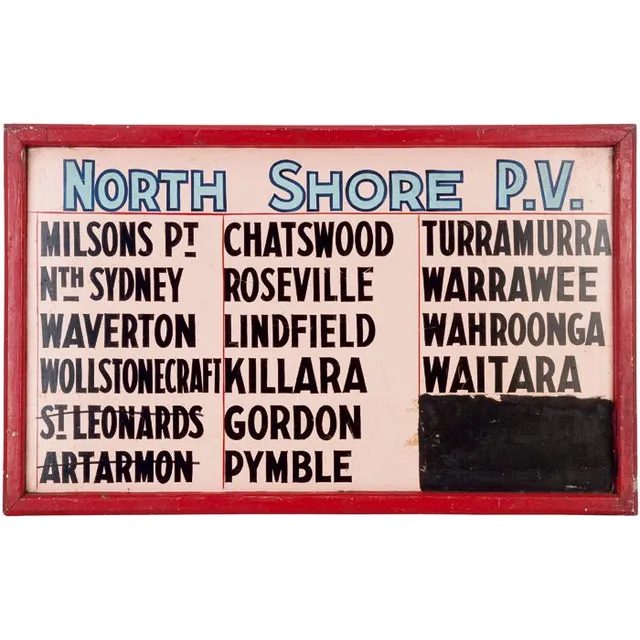 NORTH SHORE P.V.
MILSONS PT
NTH SYDNEY
WAVERTON
WOLLSTONECRAFT
ST LEONARDS
ARTARMON
CHATSWOOD
ROSEVILLE
LINDFIELD
KILLARA
GORDON
PYMBLE
TURRAMURRA
WARRAWEE
WAHROONGA
WAITARA